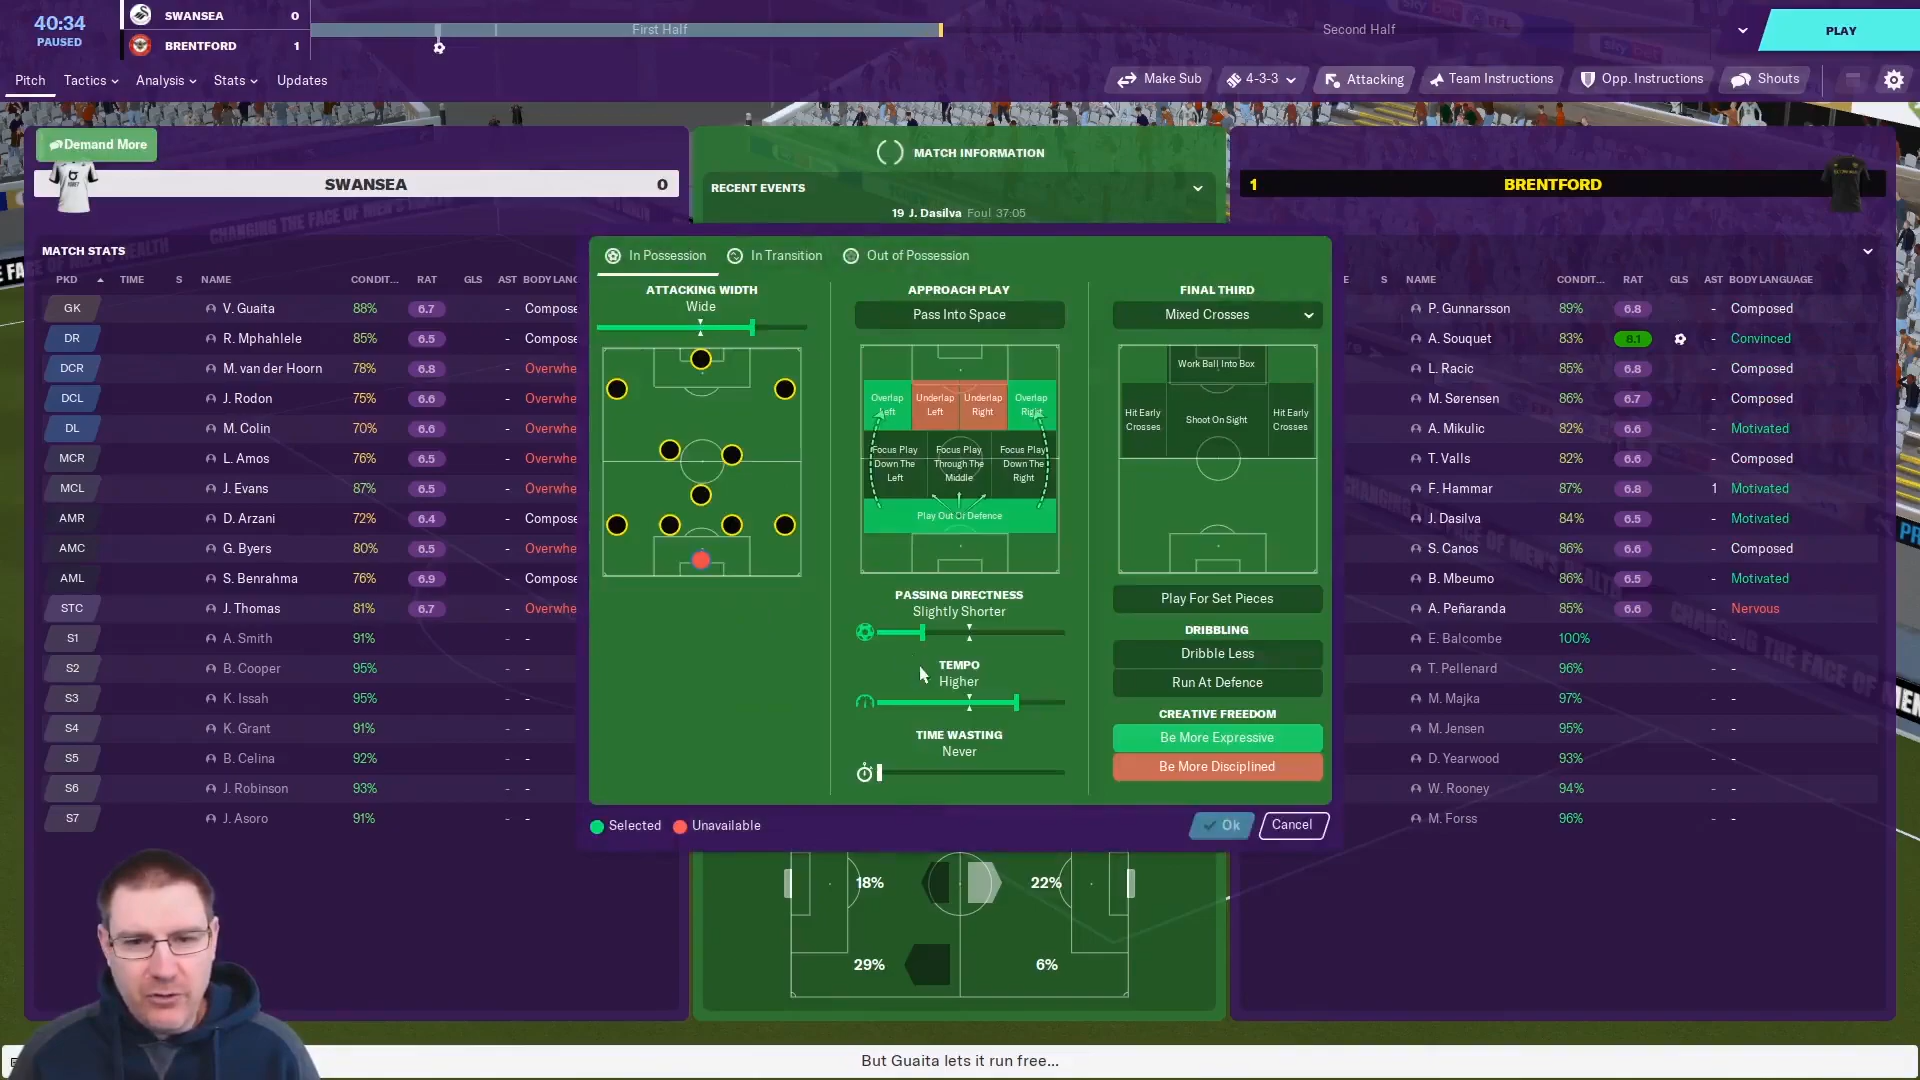 40:34
PAUSED
SWANSEA 0
BRENTFORD 1
First Half
Second Half
PLAY
Pitch Tactics Analysis Stats Updates
Make Sub 4-3-3 Attacking Team Instructions Opp. Instructions Shouts
Demand More
SWANSEA 0
MATCH INFORMATION
RECENT EVENTS
19 J. Dasilva Foul 37:05
1 BRENTFORD
MATCH STATS
PKD TIME S NAME CONDIT... RAT GLS AST BODY LANG
GK V. Guaita 88% 6.7 - Compose
DR R. Mphahlele 85% 6.5 - Compose
DCR M. van der Hoorn 78% 6.8 - Overwhe
DCL J. Rodon 75% 6.6 - Overwhe
DL M. Colin 70% 6.6 - Overwhe
MCR L. Amos 76% 6.5 - Overwhe
MCL J. Evans 87% 6.5 - Overwhe
AMR D. Arzani 72% 6.4 - Compose
AMC G. Byers 80% 6.5 - Overwhe
AML S. Benrahma 76% 6.9 - Compose
STC J. Thomas 81% 6.7 - Overwhe
S1 A. Smith 91% - -
S2 B. Cooper 95% - -
S3 K. Issah 95% - -
S4 K. Grant 91% - -
S5 B. Celina 92% - -
S6 J. Robinson 93% - -
S7 J. Asoro 91% - -
In Possession In Transition Out of Possession
ATTACKING WIDTH
Wide
APPROACH PLAY
Pass Into Space
Overlap Left
Underlap Left
Underlap Right
Overlap Right
Focus Play Down The Left
Focus Play Through The Middle
Focus Play Down The Right
Play Out Of Defence
PASSING DIRECTNESS
Slightly Shorter
TEMPO
Higher
TIME WASTING
Never
FINAL THIRD
Mixed Crosses
Work Ball Into Box
Hit Early Crosses
Shoot On Sight
Hit Early Crosses
Play For Set Pieces
DRIBBLING
Dribble Less
Run At Defence
CREATIVE FREEDOM
Be More Expressive
Be More Disciplined
Selected Unavailable
Ok Cancel
E S NAME CONDIT... RAT GLS AST BODY LANGUAGE
P. Gunnarsson 89% 6.8 - Composed
A. Souquet 83% 8.1 - Convinced
L. Racic 85% 6.8 - Composed
M. Sørensen 86% 6.7 - Composed
A. Mikulic 82% 6.6 - Motivated
T. Valls 82% 6.6 - Composed
F. Hammar 87% 6.8 1 Motivated
J. Dasilva 84% 6.5 - Motivated
S. Canos 86% 6.6 - Composed
B. Mbeumo 86% 6.5 - Motivated
A. Peñaranda 85% 6.6 - Nervous
E. Balcombe 100% - -
T. Pellenard 96% - -
M. Majka 97% - -
M. Jensen 95% - -
D. Yearwood 93% - -
W. Rooney 94% - -
M. Forss 96% - -
18% 22%
29% 6%
But Guaita lets it run free...